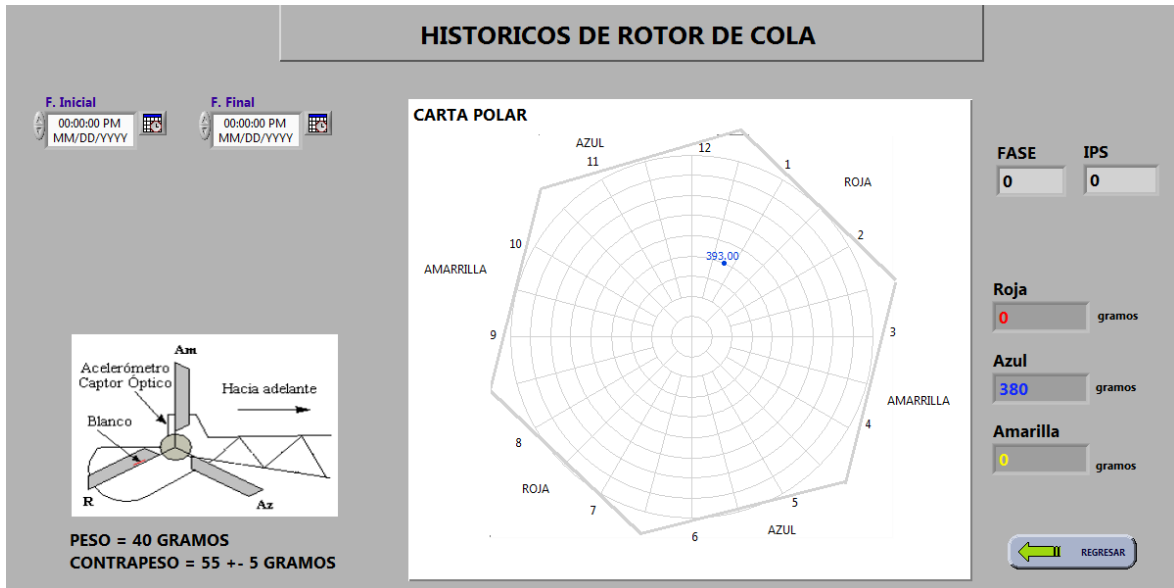 HISTORICOS DE ROTOR DE COLA
F. Inicial
00:00:00 PM
MM/DD/YYYY
F. Final
00:00:00 PM
MM/DD/YYYY
CARTA POLAR
AZUL
11
12
1
ROJA
10
2
AMARRILLA
393.00
9
3
AMARRILLA
8
4
ROJA
7
5
6
AZUL
FASE
0
IPS
0
Roja
0
gramos
Azul
380
gramos
Amarilla
0
gramos
REGRESAR
Am
Acelerómetro
Captor Óptico
Hacia adelante
Blanco
R
Az
PESO = 40 GRAMOS
CONTRAPESO = 55 +- 5 GRAMOS